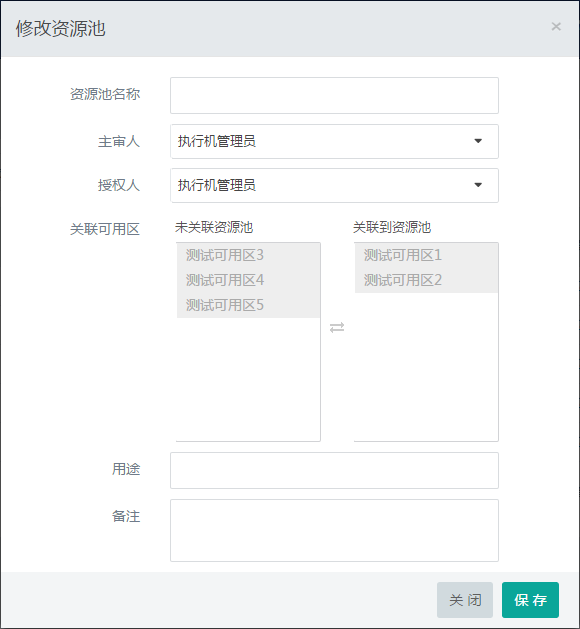 修改资源池
×
资源池名称
主审人 执行机管理员
授权人 执行机管理员
关联可用区 未关联资源池 关联到资源池
测试可用区3 测试可用区1
测试可用区4 测试可用区2
测试可用区5
用途
备注
关 闭 保 存